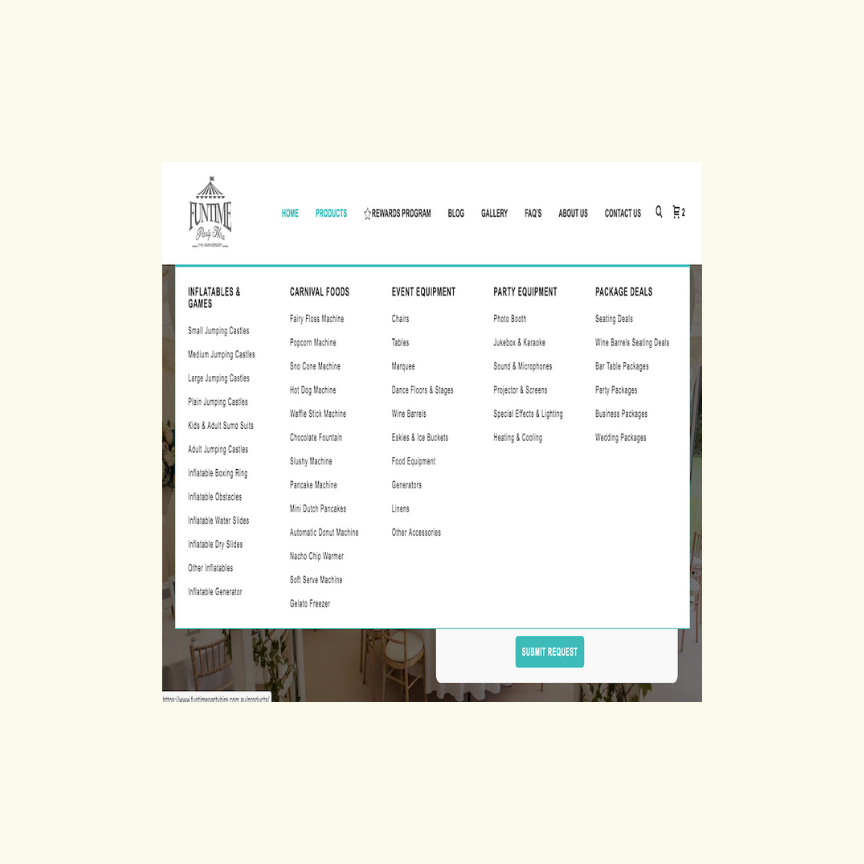 FUNTIME
Party Hire
HOME
PRODUCTS
REWARDS PROGRAM
BLOG
GALLERY
FAQ'S
ABOUT US
CONTACT US
2
INFLATABLES &
GAMES
Small Jumping Castles
Medium Jumping Castles
Large Jumping Castles
Plain Jumping Castles
Kids & Adult Sumo Suits
Adult Jumping Castles
Inflatable Boxing Ring
Inflatable Obstacles
Inflatable Water Slides
Inflatable Dry Slides
Other Inflatables
Inflatable Generator
CARNIVAL FOODS
Fairy Floss Machine
Popcorn Machine
Sno Cone Machine
Hot Dog Machine
Waffle Stick Machine
Chocolate Fountain
Slushy Machine
Pancake Machine
Mini Dutch Pancakes
Automatic Donut Machine
Nacho Chip Warmer
Soft Serve Machine
Gelato Freezer
EVENT EQUIPMENT
Chairs
Tables
Marquee
Dance Floors & Stages
Wine Barrels
Eskies & Ice Buckets
Food Equipment
Generators
Linens
Other Accessories
PARTY EQUIPMENT
Photo Booth
Jukebox & Karaoke
Sound & Microphones
Projector & Screens
Special Effects & Lighting
Heating & Cooling
PACKAGE DEALS
Seating Deals
Wine Barrels Seating Deals
Bar Table Packages
Party Packages
Business Packages
Wedding Packages
SUBMIT REQUEST
https://www.funtimepartyhire.com.au/products/